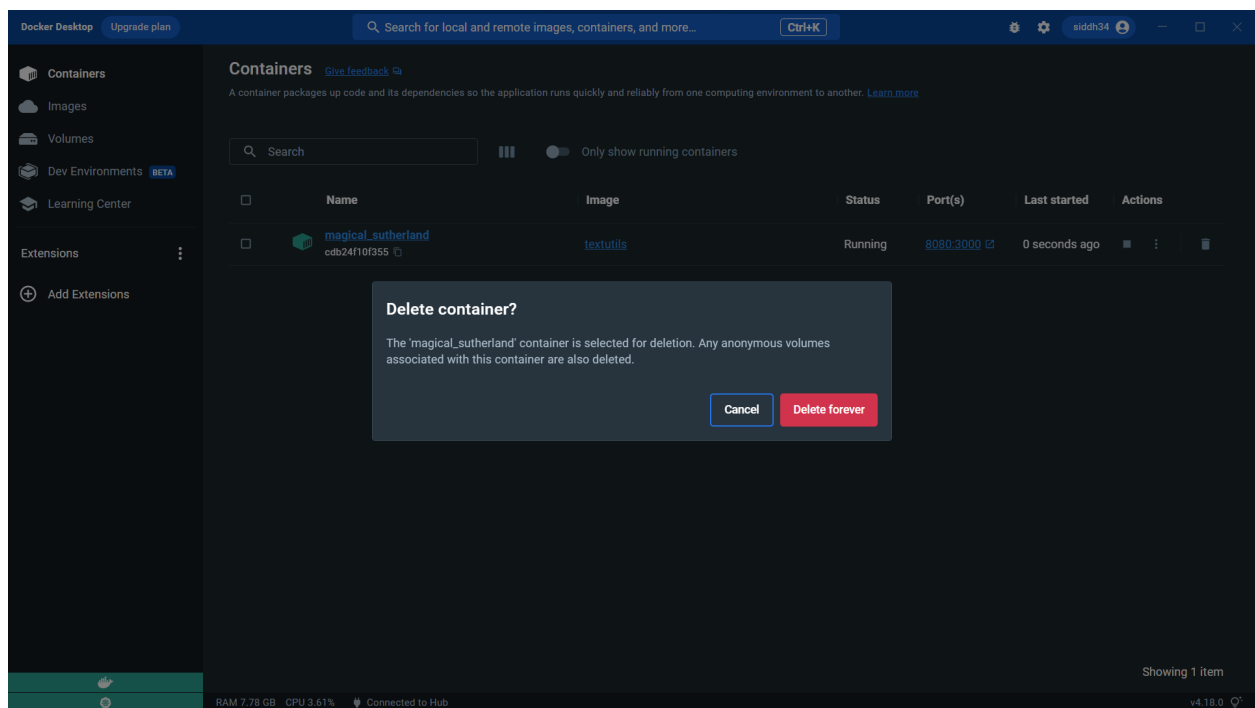 Docker Desktop Upgrade plan
Search for local and remote images, containers, and more... Ctrl+K
siddh34
Containers
Images
Volumes
Dev Environments BETA
Learning Center
Extensions
Add Extensions
Containers Give feedback
A container packages up code and its dependencies so the application runs quickly and reliably from one computing environment to another. Learn more
Search
Only show running containers
Name Image Status Port(s) Last started Actions
magical_sutherland textutils Running 8080:3000 0 seconds ago
cdb24f10f355
Delete container?
The 'magical_sutherland' container is selected for deletion. Any anonymous volumes
associated with this container are also deleted.
Cancel Delete forever
Showing 1 item
RAM 7.78 GB CPU 3.61% Connected to Hub v4.18.0